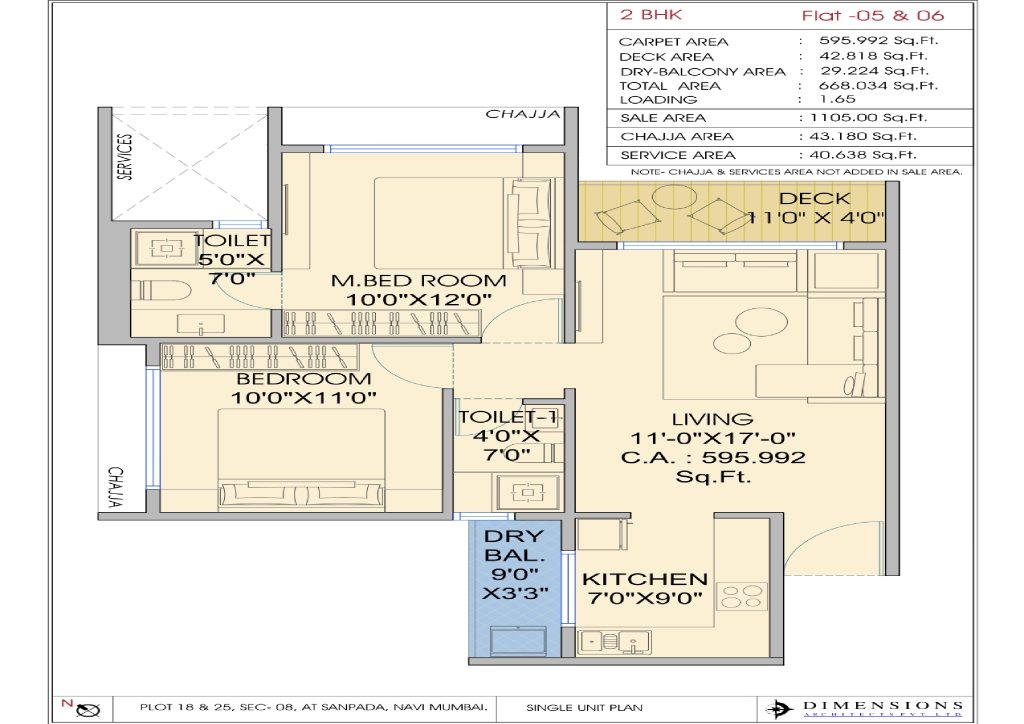 2 BHK Flat -05 & 06
CARPET AREA : 595.992 Sq.Ft.
DECK AREA : 42.818 Sq.Ft.
DRY-BALCONY AREA : 29.224 Sq.Ft.
TOTAL AREA : 668.034 Sq.Ft.
LOADING : 1.65
SALE AREA : 1105.00 Sq.Ft.
CHAJJA AREA : 43.180 Sq.Ft.
SERVICE AREA : 40.638 Sq.Ft.
NOTE- CHAJJA & SERVICES AREA NOT ADDED IN SALE AREA.
CHAJJA
SERVICES
DECK
11'0" X 4'0"
TOILET
5'0"X
7'0"
M.BED ROOM
10'0"X12'0"
BEDROOM
10'0"X11'0"
TOILET-1
4'0"X
7'0"
LIVING
11'-0"X17'-0"
C.A. : 595.992
Sq.Ft.
CHAJJA
DRY
BAL.
9'0"
X3'3"
KITCHEN
7'0"X9'0"
N
PLOT 18 & 25, SEC- 08, AT SANPADA, NAVI MUMBAI.
SINGLE UNIT PLAN
DIMENSIONS
ARCHITECTS PVT. LTD.